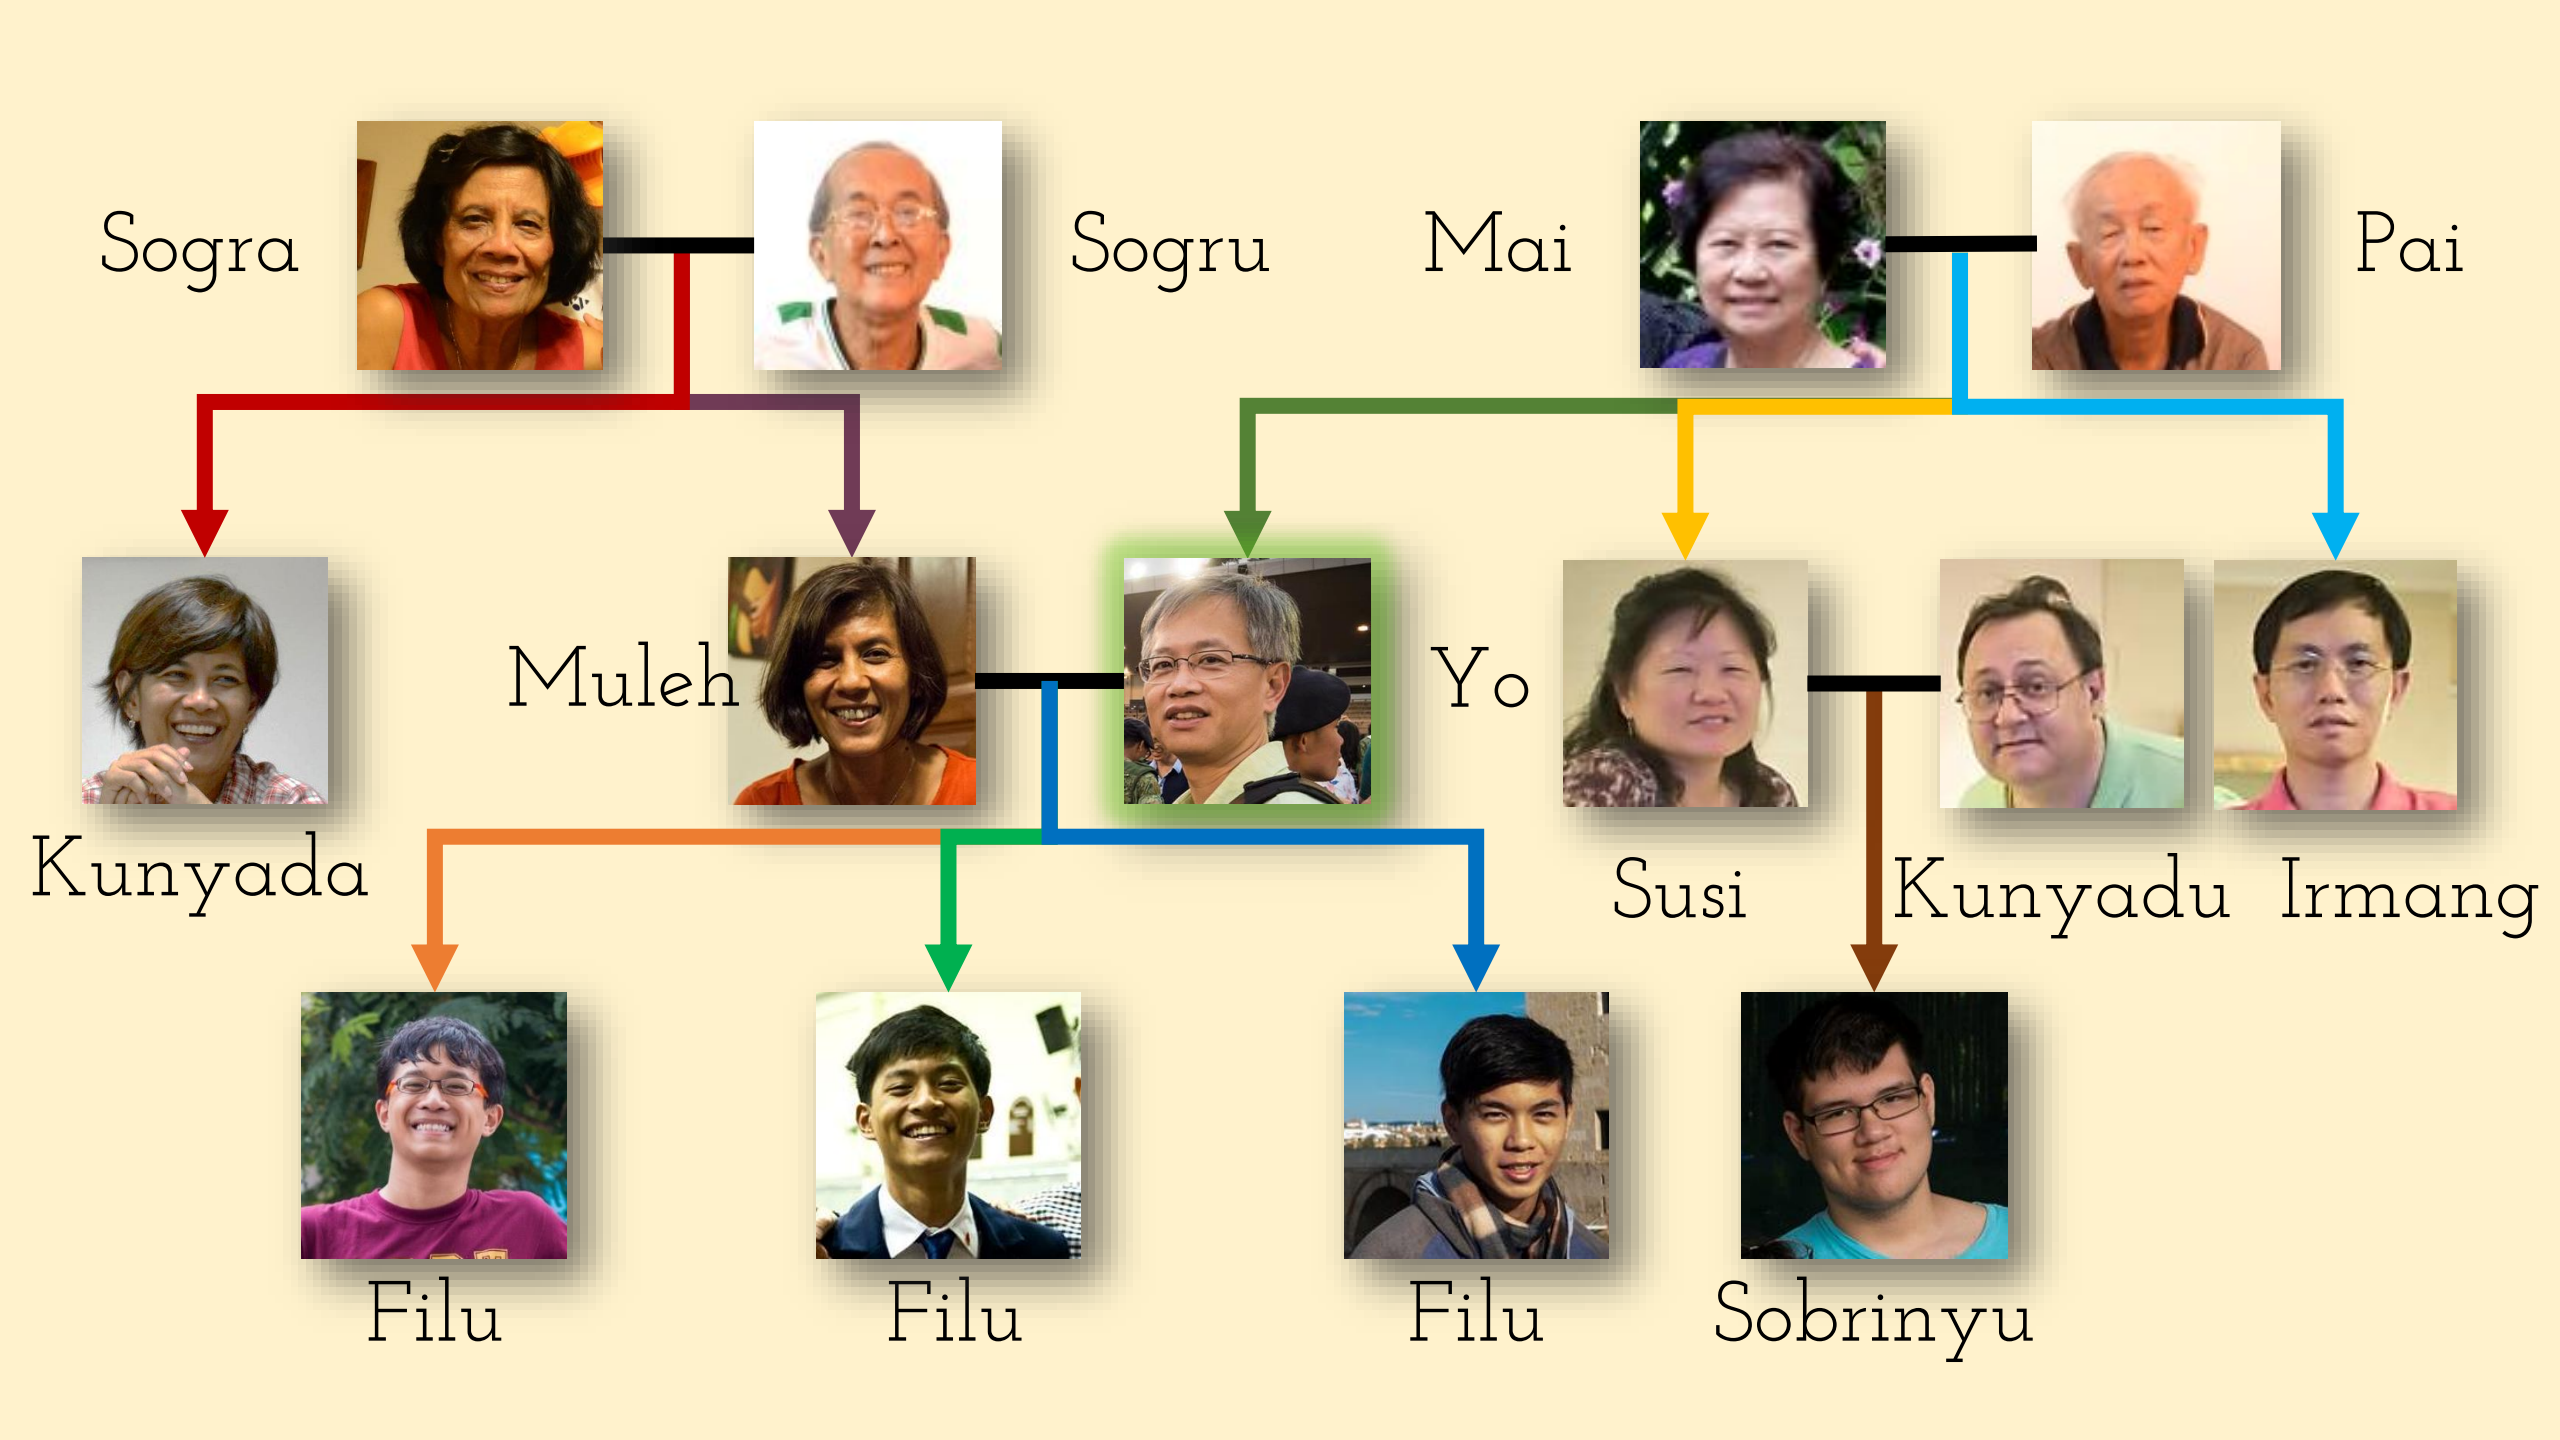 Sogra
Sogru
Mai
Pai
Muleh
Yo
Kunyada
Susi
Kunyadu
Irmang
Filu
Filu
Filu
Sobrinyu